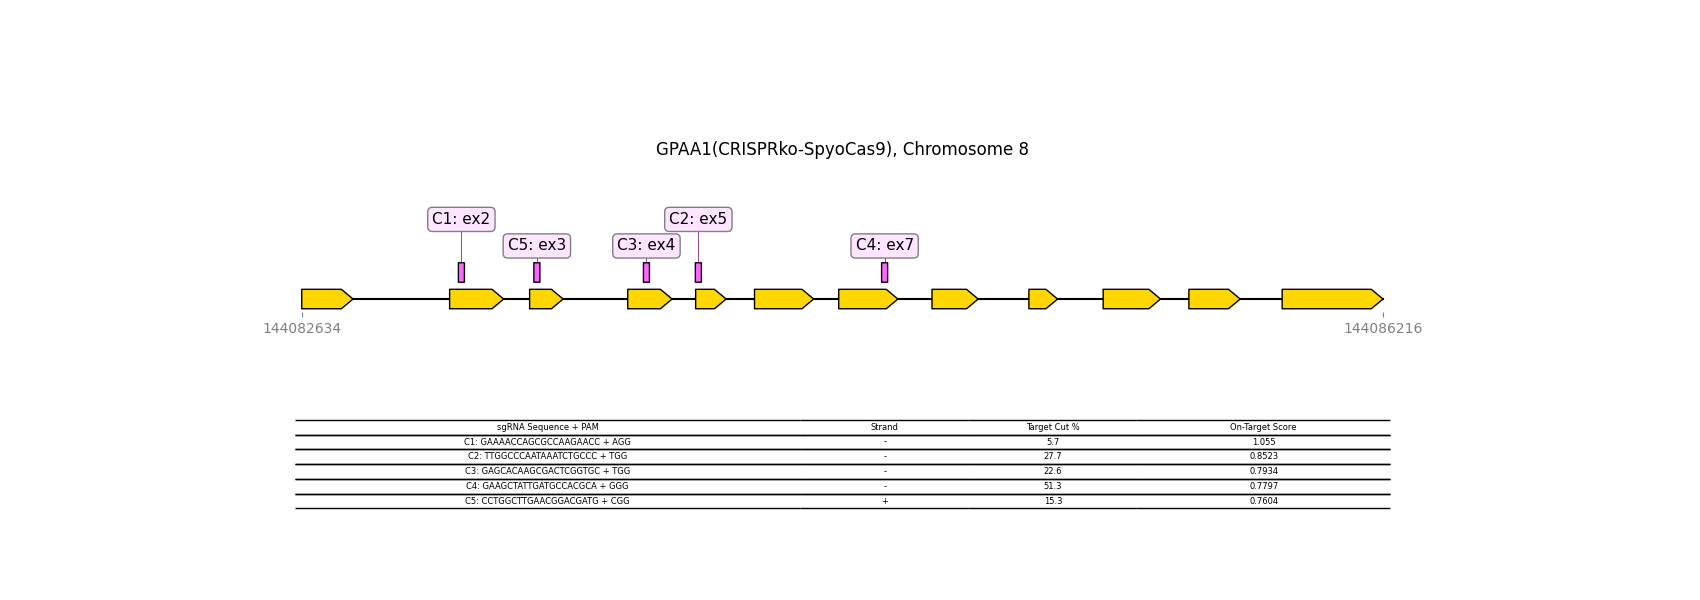 GPAA1(CRISPRko-SpyoCas9), Chromosome 8
C1: ex2 C2: ex5
C5: ex3 C3: ex4 C4: ex7
144082634 144086216
sgRNA Sequence + PAM Strand Target Cut % On-Target Score
C1: GAAAACCAGCGCCAAGAACC + AGG - 5.7 1.055
C2: TTGGCCCAATAAATCTGCCC + TGG - 27.7 0.8523
C3: GAGCACAAGCGACTCGGTGC + TGG - 22.6 0.7934
C4: GAAGCTATTGATGCCACGCA + GGG - 51.3 0.7797
C5: CCTGGCTTGAACGGACGATG + CGG + 15.3 0.7604